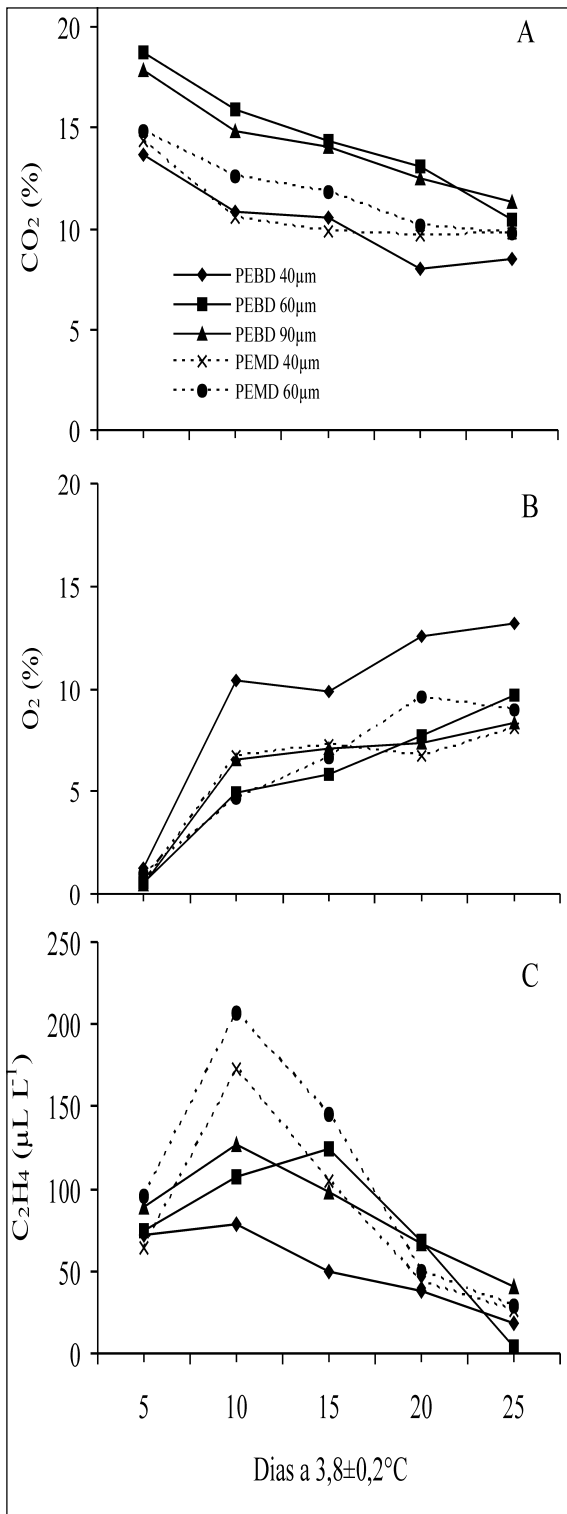 A
20
15
10
5
0
CO₂ (%)
PEBD 40µm
PEBD 60µm
PEBD 90µm
PEMD 40µm
PEMD 60µm
B
20
15
10
5
0
O₂ (%)
C
250
200
150
100
50
0
C₂H₄ (µL L⁻¹)
5 10 15 20 25
Dias a 3,8±0,2°C